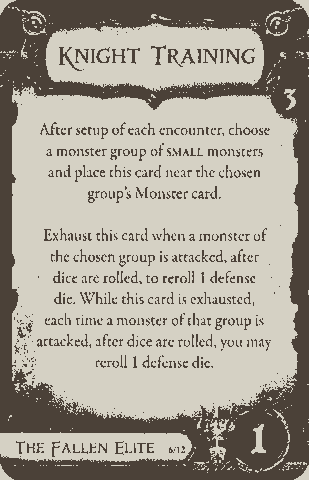 Knight Training
3
After setup of each encounter, choose
a monster group of SMALL monsters
and place this card near the chosen
group's Monster card.
Exhaust this card when a monster of
the chosen group is attacked, after
dice are rolled, to reroll 1 defense
die. While this card is exhausted,
each time a monster of that group is
attacked, after dice are rolled, you may
reroll 1 defense die.
The Fallen Elite 6/12
1